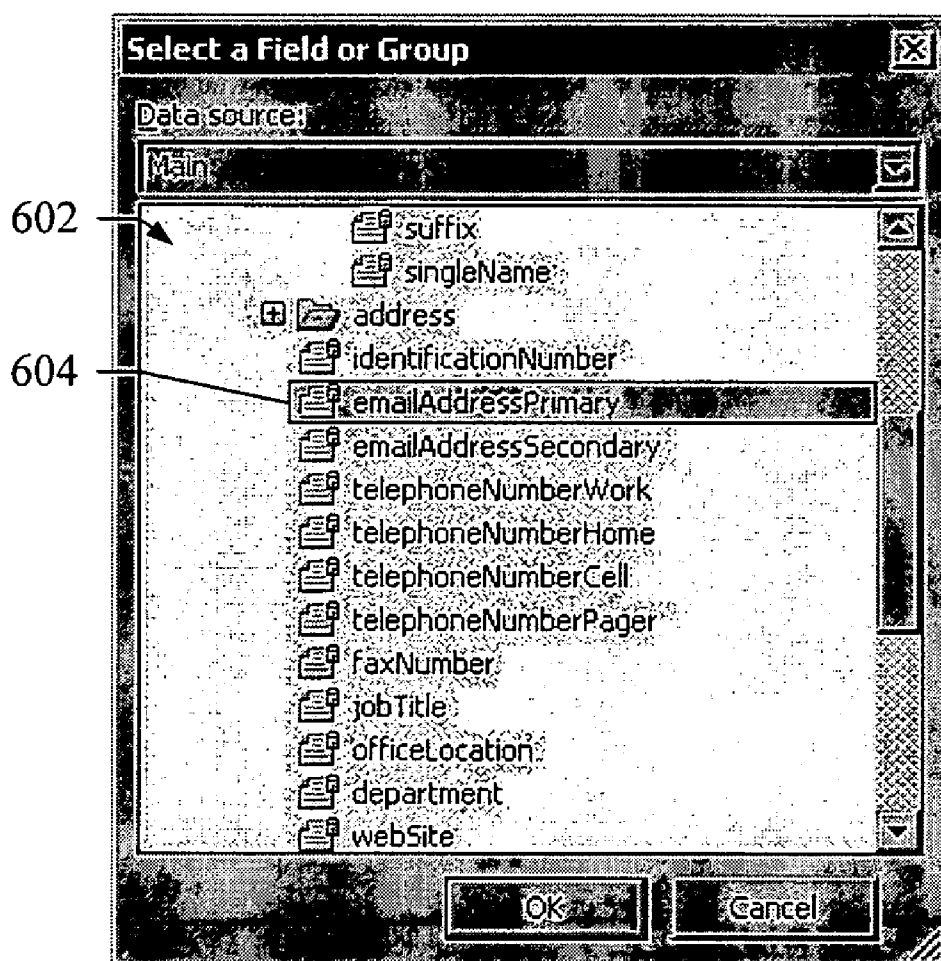 Select a Field or Group
Data source:
Main
602
suffix
singleName
address
identificationNumber
604
emailAddressPrimary
emailAddressSecondary
telephoneNumberWork
telephoneNumberHome
telephoneNumberCell
telephoneNumberPager
faxNumber
jobTitle
officeLocation
department
webSite
OK
Cancel